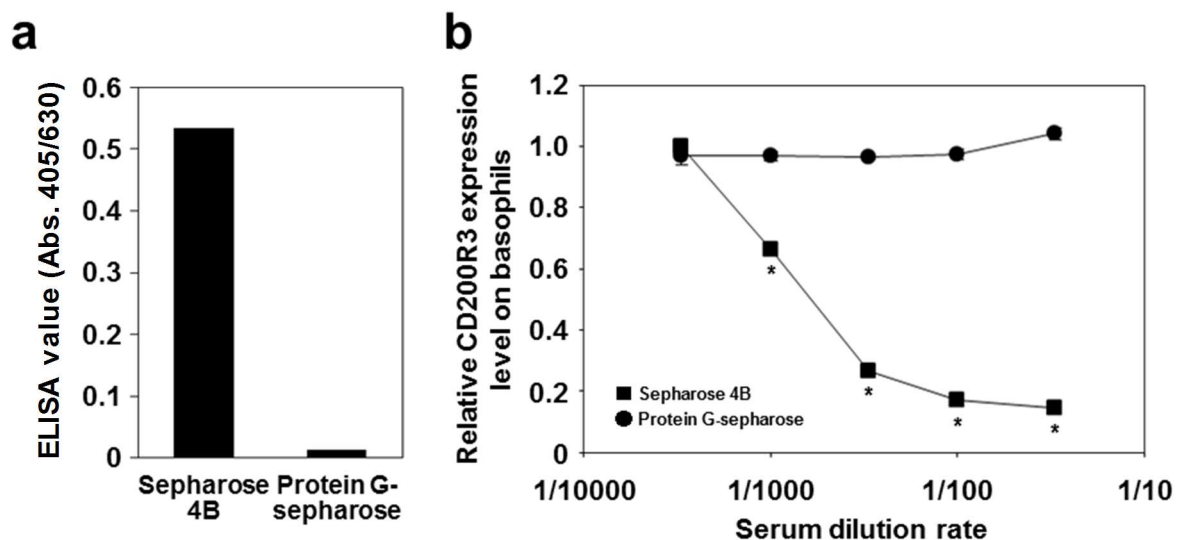 a
ELISA value (Abs. 405/630)
0.6
0.5
0.4
0.3
0.2
0.1
0
Sepharose Protein G-
4B sepharose
b
Relative CD200R3 expression
level on basophils
1.2
1.0
0.8
0.6
0.4
0.2
0
*
*
*
*
Sepharose 4B
Protein G-sepharose
1/10000 1/1000 1/100 1/10
Serum dilution rate